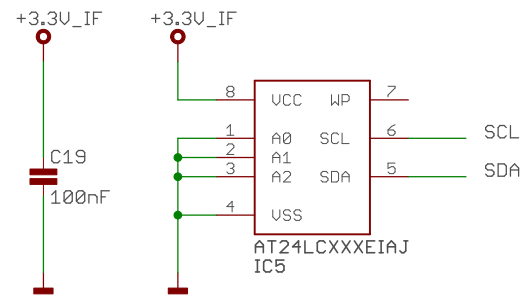 +3.3V_IF +3.3V_IF
8 VCC WP 7
1 A0 SCL 6 SCL
2 A1
3 A2 SDA 5 SDA
4 VSS
C19
100nF
AT24LCXXXEIAJ
IC5